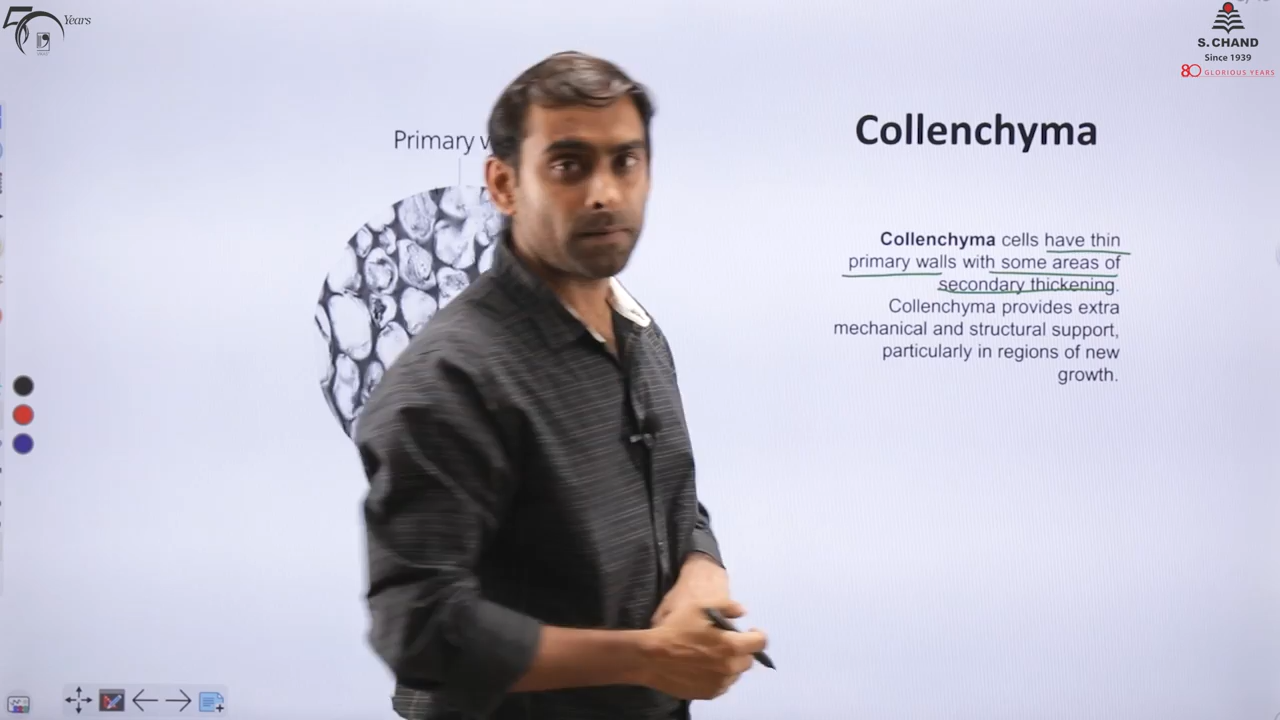 Years
S. CHAND
Since 1939
80 GLORIOUS YEARS
Primary
Collenchyma
Collenchyma cells have thin
primary walls with some areas of
secondary thickening.
Collenchyma provides extra
mechanical and structural support,
particularly in regions of new
growth.